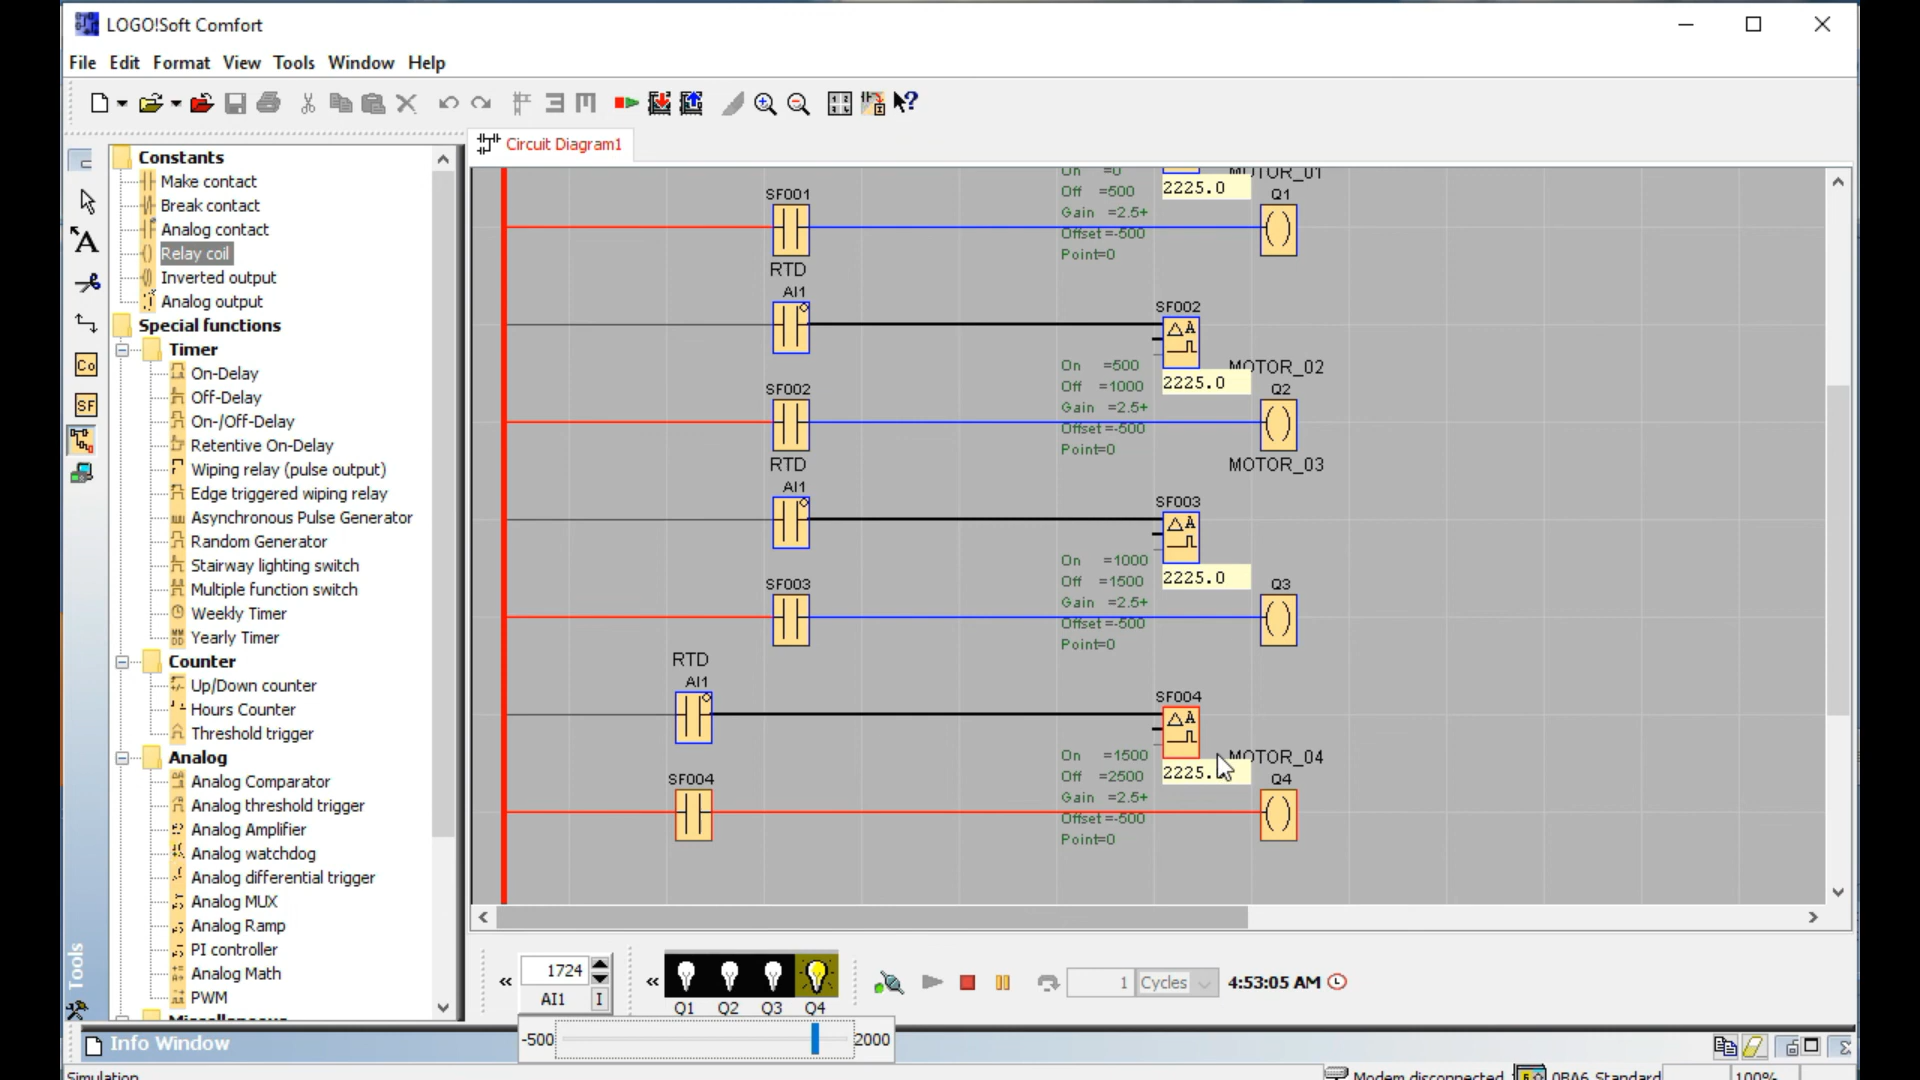 LOGO!Soft Comfort
File Edit Format View Tools Window Help
Circuit Diagram1
Constants
Make contact
Break contact
Analog contact
Relay coil
Inverted output
Analog output
Special functions
Timer
On-Delay
Off-Delay
On-/Off-Delay
Retentive On-Delay
Wiping relay (pulse output)
Edge triggered wiping relay
Asynchronous Pulse Generator
Random Generator
Stairway lighting switch
Multiple function switch
Weekly Timer
Yearly Timer
Counter
Up/Down counter
Hours Counter
Threshold trigger
Analog
Analog Comparator
Analog threshold trigger
Analog Amplifier
Analog watchdog
Analog differential trigger
Analog MUX
Analog Ramp
PI controller
Analog Math
PWM
Miscellaneous
A
Co
SF
Tools
On =0
MOTOR_01
2225.0
SF001
Off =500
Q1
Gain =2.5+
Offset=-500
Point=0
RTD
AI1
SF002
On =500
MOTOR_02
2225.0
SF002
Off =1000
Q2
Gain =2.5+
Offset=-500
Point=0
RTD
MOTOR_03
AI1
SF003
On =1000
2225.0
SF003
Off =1500
Q3
Gain =2.5+
Offset=-500
Point=0
RTD
AI1
SF004
On =1500
MOTOR_04
2225.
SF004
Off =2500
Q4
Gain =2.5+
Offset=-500
Point=0
1724
AI1 I
Q1 Q2 Q3 Q4
1 Cycles
4:53:05 AM
-500 2000
Info Window
Simulation
Modem disconnected
0BA6.Standard
100%